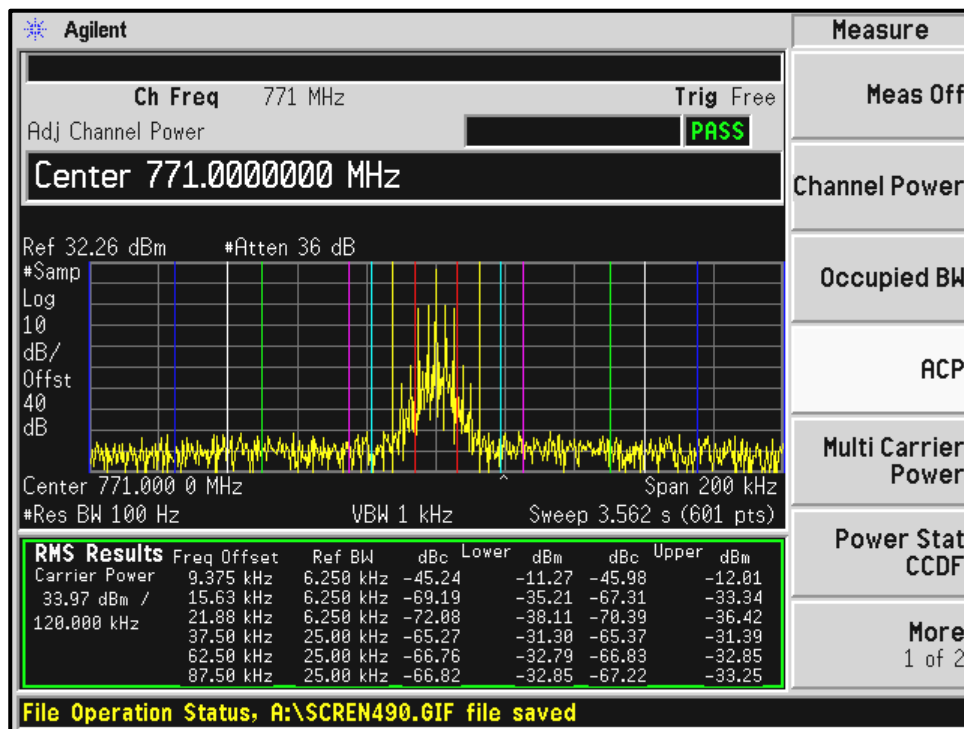 Agilent
Measure
Ch Freq 771 MHz Trig Free
Adj Channel Power PASS
Center 771.0000000 MHz
Ref 32.26 dBm #Atten 36 dB
#Samp
Log
10
dB/
Offst
40
dB
Center 771.000 0 MHz Span 200 kHz
#Res BW 100 Hz VBW 1 kHz Sweep 3.562 s (601 pts)
RMS Results Freq Offset Ref BW dBc Lower dBm dBc Upper dBm
Carrier Power 9.375 kHz 6.250 kHz -45.24 -11.27 -45.98 -12.01
33.97 dBm / 15.63 kHz 6.250 kHz -69.19 -35.21 -67.31 -33.34
120.000 kHz 21.88 kHz 6.250 kHz -72.08 -38.11 -70.39 -36.42
37.50 kHz 25.00 kHz -65.27 -31.30 -65.37 -31.39
62.50 kHz 25.00 kHz -66.76 -32.79 -66.83 -32.85
87.50 kHz 25.00 kHz -66.82 -32.85 -67.22 -33.25
File Operation Status, A:\SCREN490.GIF file saved
Meas Off
Channel Power
Occupied BW
ACP
Multi Carrier
Power
Power Stat
CCDF
More
1 of 2